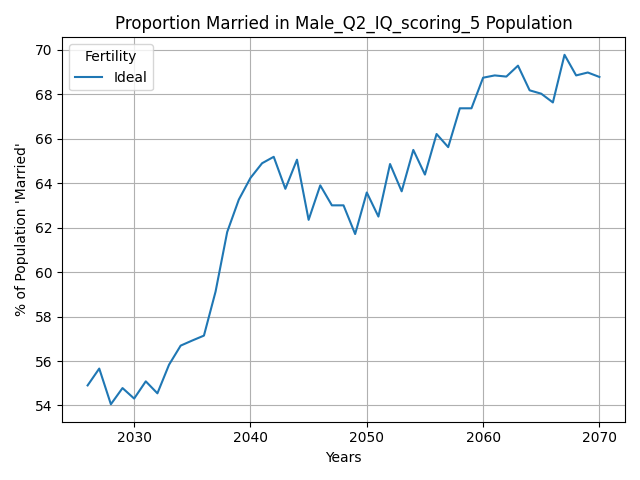 Proportion Married in Male_Q2_IQ_scoring_5 Population
Fertility
Ideal
% of Population 'Married'
70
68
66
64
62
60
58
56
54
2030
2040
2050
2060
2070
Years